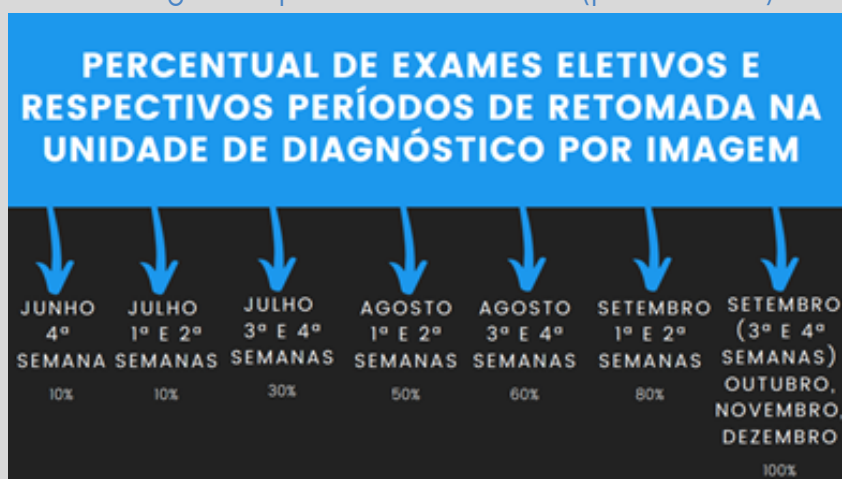 PERCENTUAL DE EXAMES ELETIVOS E
RESPECTIVOS PERÍODOS DE RETOMADA NA
UNIDADE DE DIAGNÓSTICO POR IMAGEM
JUNHO
4ª
SEMANA
10%
JULHO
1ª E 2ª
SEMANAS
10%
JULHO
3ª E 4ª
SEMANAS
30%
AGOSTO
1ª E 2ª
SEMANAS
50%
AGOSTO
3ª E 4ª
SEMANAS
60%
SETEMBRO
1ª E 2ª
SEMANAS
80%
SETEMBRO
(3ª E 4ª
SEMANAS)
OUTUBRO,
NOVEMBRO,
DEZEMBRO
100%